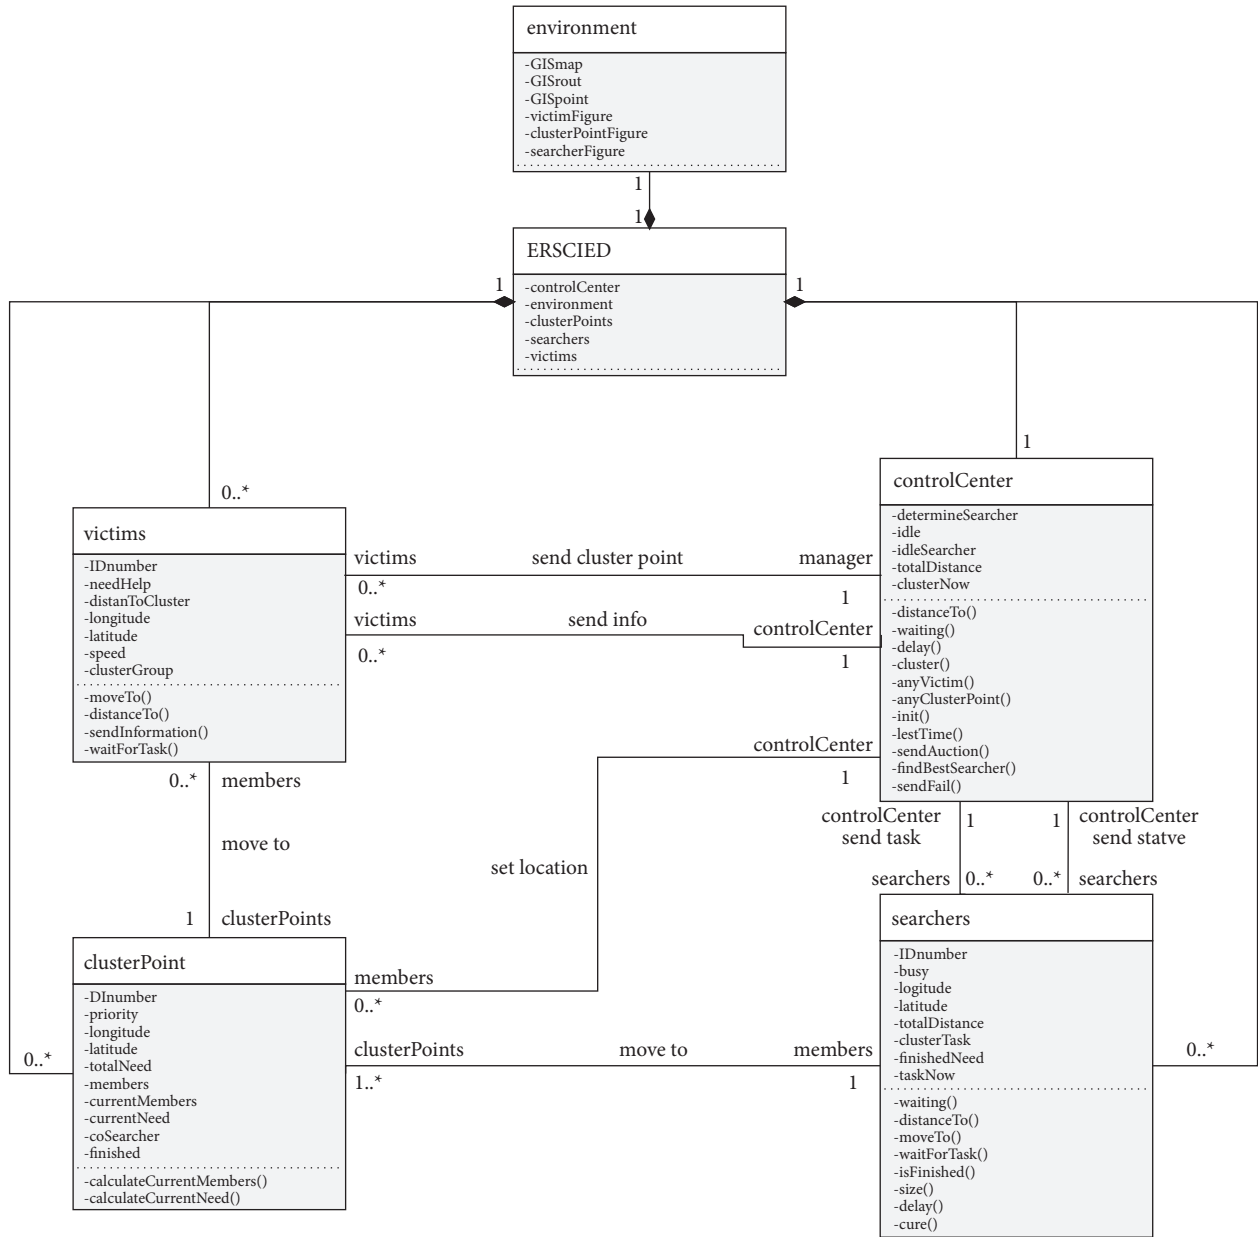 environment
-GISmap
-GISrout
-GISpoint
-victimFigure
-clusterPointFigure
-searcherFigure
1
1
ERSCIED
-controlCenter
-environment
-clusterPoints
-searchers
-victims
1
1
1
0..*
victims
-IDnumber
-needHelp
-distanToCluster
-longitude
-latitude
-speed
-clusterGroup
-moveTo()
-distanceTo()
-sendInformation()
-waitForTask()
controlCenter
-determineSearcher
-idle
-idleSearcher
-totalDistance
-clusterNow
-distanceTo()
-waiting()
-delay()
-cluster()
-anyVictim()
-anyClusterPoint()
-init()
-lestTime()
-sendAuction()
-findBestSearcher()
-sendFail()
victims send cluster point manager
0..* 1
victims send info controlCenter
0..* 1
controlCenter
1
set location
members
0..*
0..* members
move to
1 clusterPoints
controlCenter 1
send task
searchers 0..*
1 controlCenter
send statve
0..* searchers
clusterPoint
-DInumber
-priority
-longitude
-latitude
-totalNeed
-members
-currentMembers
-currentNeed
-coSearcher
-finished
-calculateCurrentMembers()
-calculateCurrentNeed()
0..*
clusterPoints move to members
1..* 1
searchers
-IDnumber
-busy
-logitude
-latitude
-totalDistance
-clusterTask
-finishedNeed
-taskNow
-waiting()
-distanceTo()
-moveTo()
-waitForTask()
-isFinished()
-size()
-delay()
-cure()
0..*